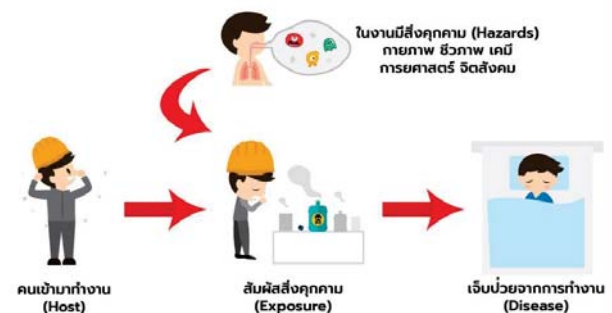 ในงานมีสิ่งคุกคาม (Hazards)
กายภาพ ชีวภาพ เคมี
การยศาสตร์ จิตสังคม
คนเข้ามาทำงาน
(Host)
สัมผัสสิ่งคุกคาม
(Exposure)
เจ็บป่วยจากการทำงาน
(Disease)